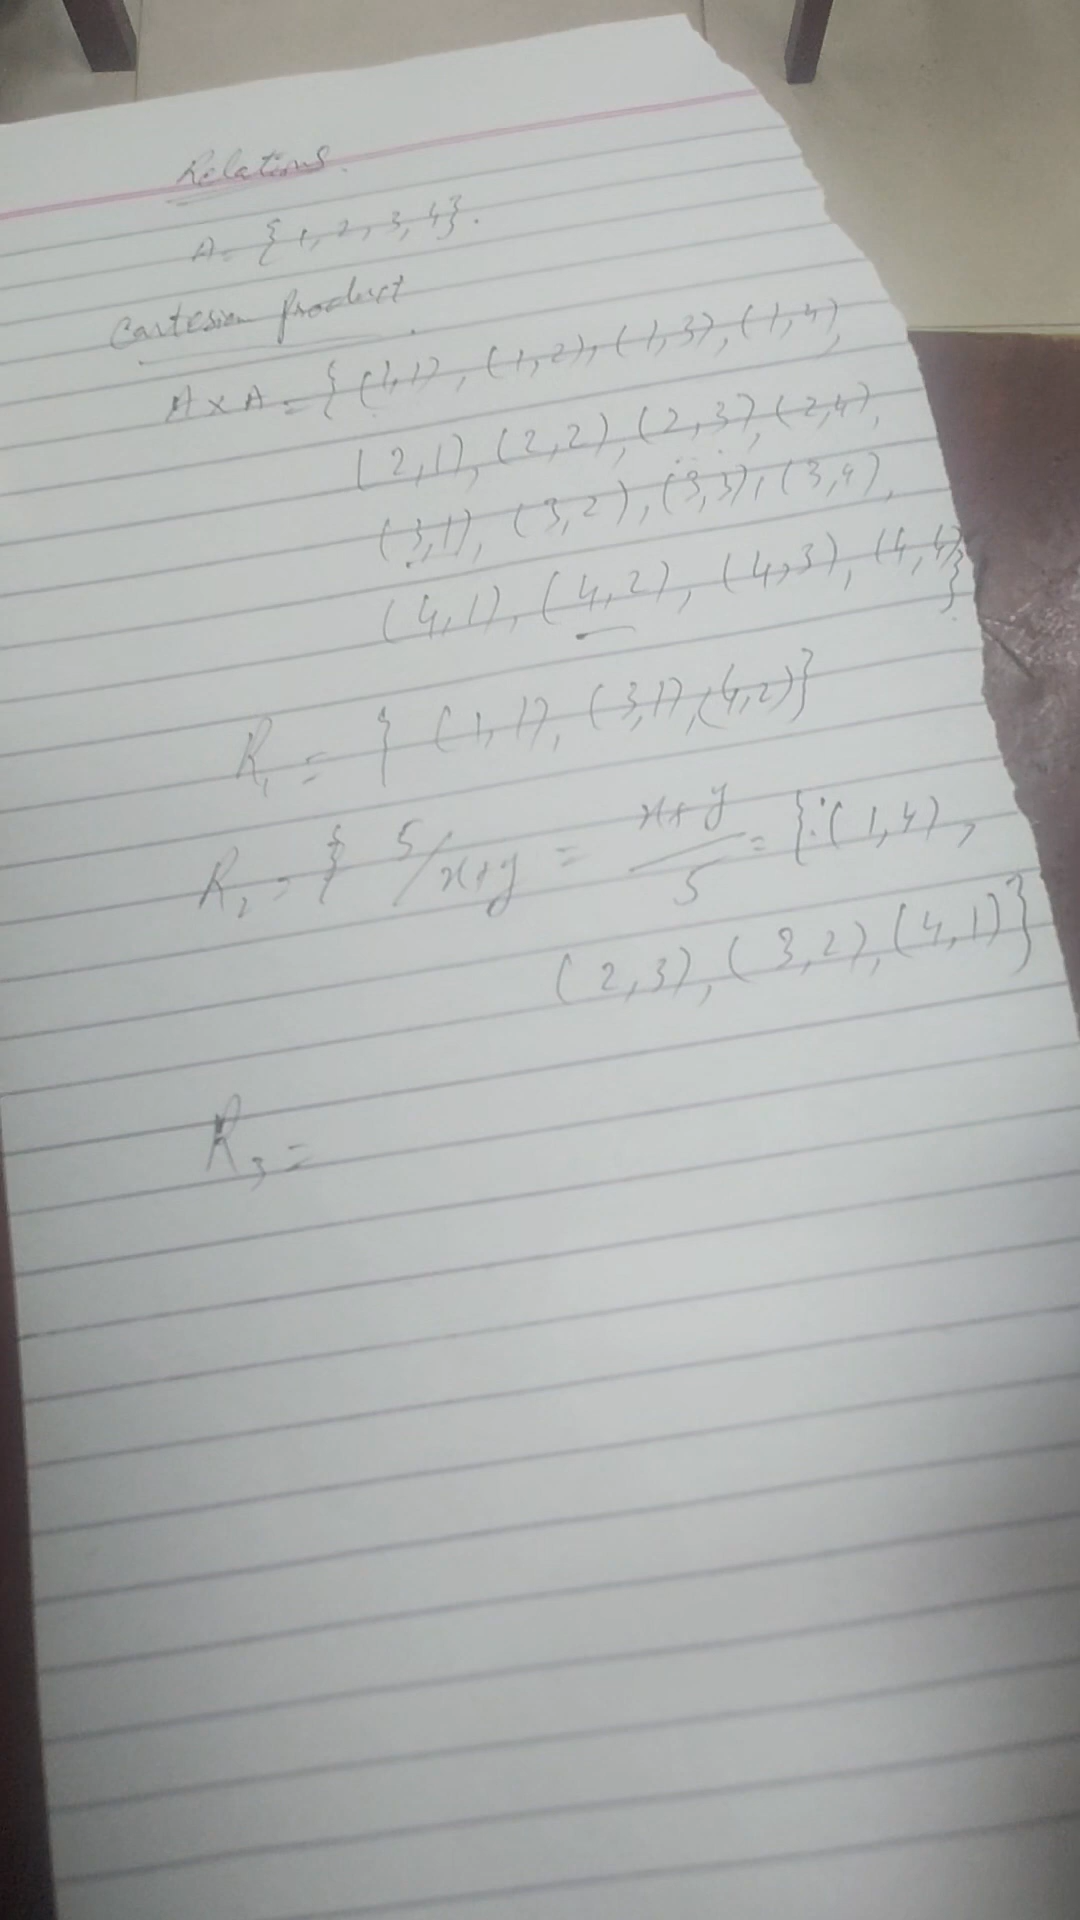 Relations.
A = {1, 2, 3, 4}.
Cartesian product
A × A = {(1,1), (1,2), (1,3), (1,4),
(2,1), (2,2), (2,3), (2,4),
(3,1), (3,2), (3,3), (3,4),
(4,1), (4,2), (4,3), (4,4)}
R₁ = { (1,1), (3,1), (4,2)}
R₂ = { 5/x+y = x+y/5 = {(1,4),
(2,3), (3,2), (4,1)}
R₃ =